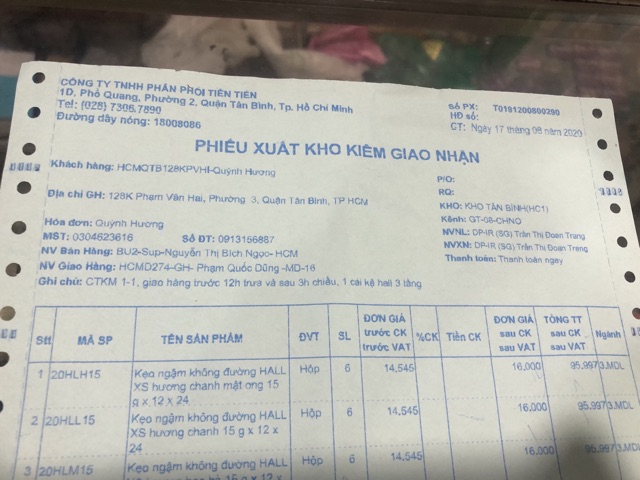 CÔNG TY TNHH PHÂN PHỐI TIÊN TIẾN
1D, Phổ Quang, Phường 2, Quận Tân Bình, Tp. Hồ Chí Minh
Tel: (028) 7306.7890
Đường dây nóng: 18008086
Số PX: T0191200800290
HĐ số:
CT: Ngày 17 tháng 08 năm 2020
PHIẾU XUẤT KHO KIÊM GIAO NHẬN
Khách hàng: HCMQTB128KPVHI-Quỳnh Hương
P/O:
RQ:
Địa chỉ GH: 128K Phạm Văn Hai, Phường 3, Quận Tân Bình, TP HCM
KHO: KHO TÂN BÌNH(HC1)
Kênh: GT-08-CHNO
Hóa đơn: Quỳnh Hương
NVNL: DP-IR (SG) Trần Thị Đoan Trang
MST: 0304623616 Số ĐT: 0913156887
NVXN: DP-IR (SG) Trần Thị Đoan Trang
NV Bán Hàng: BU2-Sup-Nguyễn Thị Bích Ngọc- HCM
Thanh toán: Thanh toán ngay
NV Giao Hàng: HCMD274-GH- Phạm Quốc Dũng -MD-16
Ghi chú: CTKM 1-1, giao hàng trước 12h trưa và sau 3h chiều, 1 cái kệ hall 3 tầng
Stt MÃ SP TÊN SẢN PHẨM ĐVT SL ĐƠN GIÁ trước CK trước VAT %CK Tiền CK ĐƠN GIÁ sau CK sau VAT TỔNG TT sau CK sau VAT Ngành
1 20HLH15 Kẹo ngậm không đường HALL Hộp 6 14,545 16,000 95,997 3.MDL
XS hương chanh mật ong 15
g x 12 x 24
2 20HLL15 Kẹo ngậm không đường HALL Hộp 6 14,545 16,000 95,997 3.MDL
XS hương chanh 15 g x 12 x
24
3 20HLM15 Kẹo ngậm không đường HALL Hộp 6 14,545 16,000 95,997 3.MDL